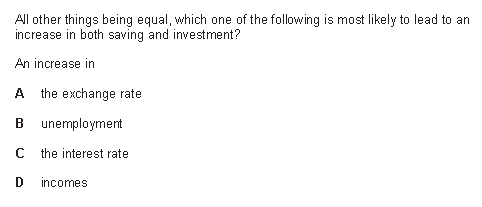 All other things being equal, which one of the following is most likely to lead to an
increase in both saving and investment?
An increase in
A the exchange rate
B unemployment
C the interest rate
D incomes